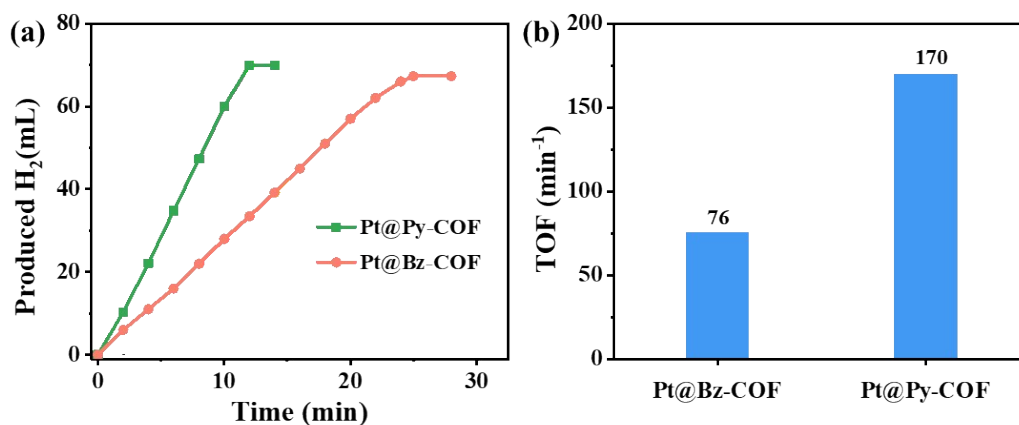 (a)
Produced H₂(mL)
80
60
40
20
0
Pt@Py-COF
Pt@Bz-COF
0 10 20 30
Time (min)
(b)
TOF (min⁻¹)
200
150
100
50
0
76
170
Pt@Bz-COF Pt@Py-COF